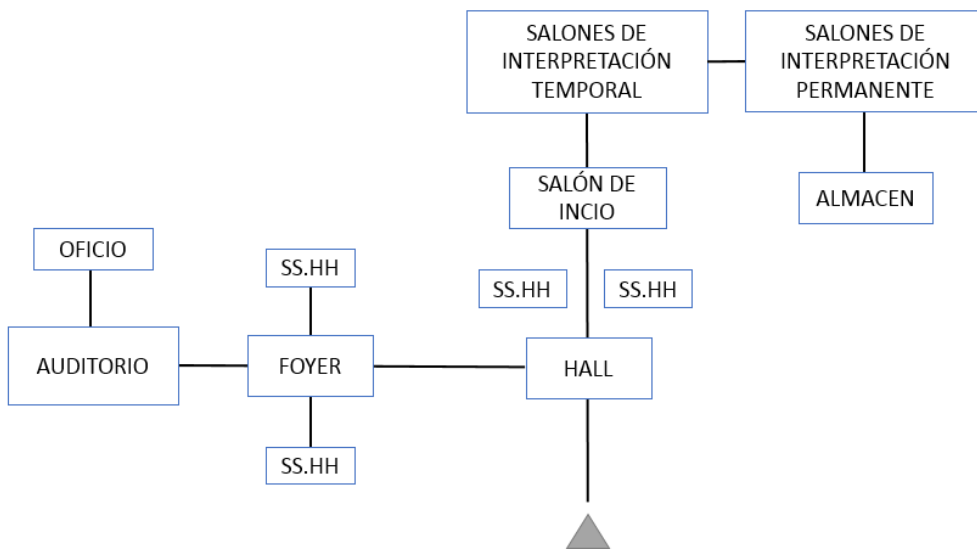 SALONES DE
INTERPRETACIÓN
TEMPORAL
SALONES DE
INTERPRETACIÓN
PERMANENTE
SALÓN DE
INCIO
ALMACEN
OFICIO
SS.HH
SS.HH
SS.HH
AUDITORIO
FOYER
HALL
SS.HH